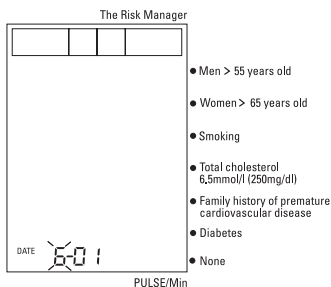 The Risk Manager
• Men > 55 years old
• Women > 65 years old
• Smoking
• Total cholesterol
6.5mmol/l (250mg/dl)
• Family history of premature
cardiovascular disease
• Diabetes
DATE 6-01
• None
PULSE/Min